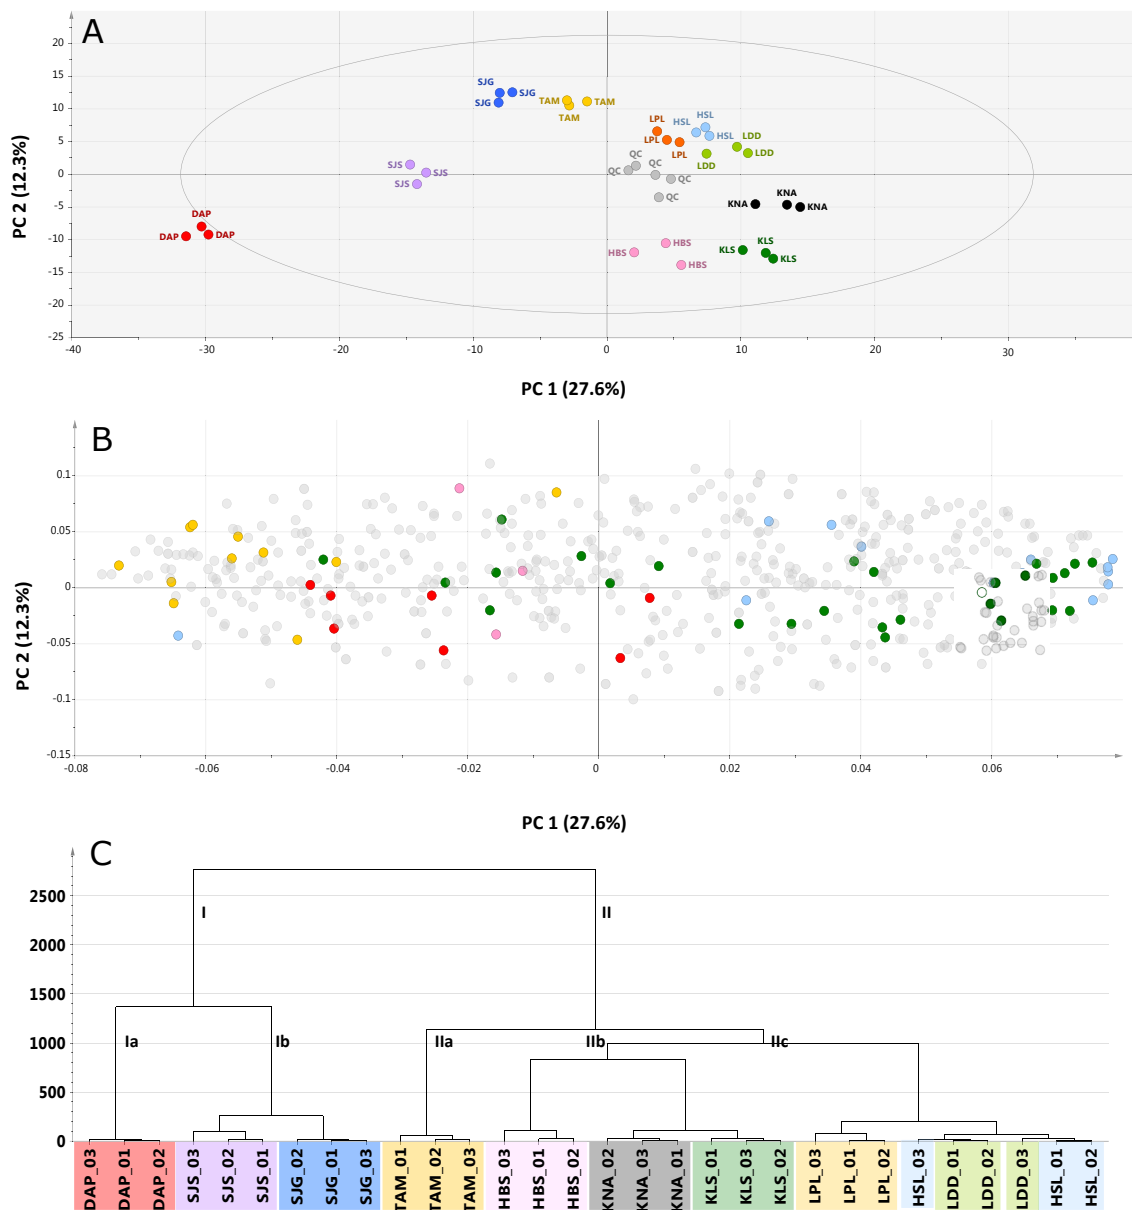 A
20
15
10
5
0
-5
-10
-15
-20
-25
PC 2 (12.3%)
SJG
SJG
SJG
TAM
TAM
TAM
LPL
LPL
LPL
HSL
HSL
HSL
LDD
LDD
LDD
QC
QC
QC
QC
QC
SJS
SJS
SJS
DAP
DAP
DAP
KNA
KNA
KNA
HBS
HBS
HBS
KLS
KLS
KLS
-40
-30
-20
-10
0
10
20
30
PC 1 (27.6%)
B
0.1
0.05
0
-0.05
-0.1
-0.15
PC 2 (12.3%)
-0.08
-0.06
-0.04
-0.02
0
0.02
0.04
0.06
PC 1 (27.6%)
C
2500
2000
1500
1000
500
0
I
II
Ia
Ib
IIa
IIb
IIc
DAP_03
DAP_01
DAP_02
SJS_03
SJS_02
SJS_01
SJG_02
SJG_01
SJG_03
TAM_01
TAM_02
TAM_03
HBS_03
HBS_01
HBS_02
KNA_02
KNA_03
KNA_01
KLS_01
KLS_03
KLS_02
LPL_03
LPL_01
LPL_02
HSL_03
LDD_01
LDD_02
LDD_03
HSL_01
HSL_02